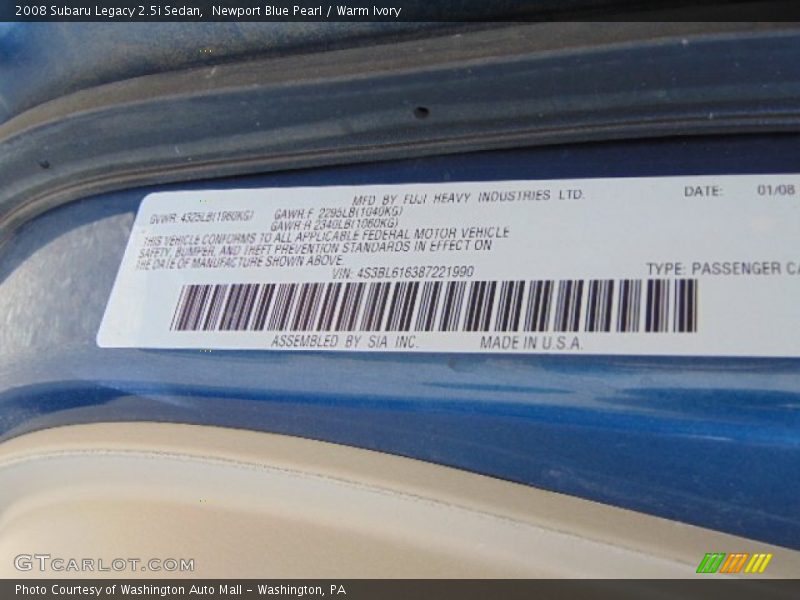 2008 Subaru Legacy 2.5i Sedan, Newport Blue Pearl / Warm Ivory
MFD BY FUJI HEAVY INDUSTRIES LTD. DATE: 01/08
GVWR: 4325LB(1960KG) GAWR.F 2295LB(1040KG)
GAWR.R 2340LB(1060KG)
THIS VEHICLE CONFORMS TO ALL APPLICABLE FEDERAL MOTOR VEHICLE
SAFETY, BUMPER, AND THEFT PREVENTION STANDARDS IN EFFECT ON
THE DATE OF MANUFACTURE SHOWN ABOVE.
VIN: 4S3BL616387221990 TYPE: PASSENGER CA
ASSEMBLED BY SIA INC. MADE IN U.S.A.
GTCARLOT.COM
Photo Courtesy of Washington Auto Mall - Washington, PA